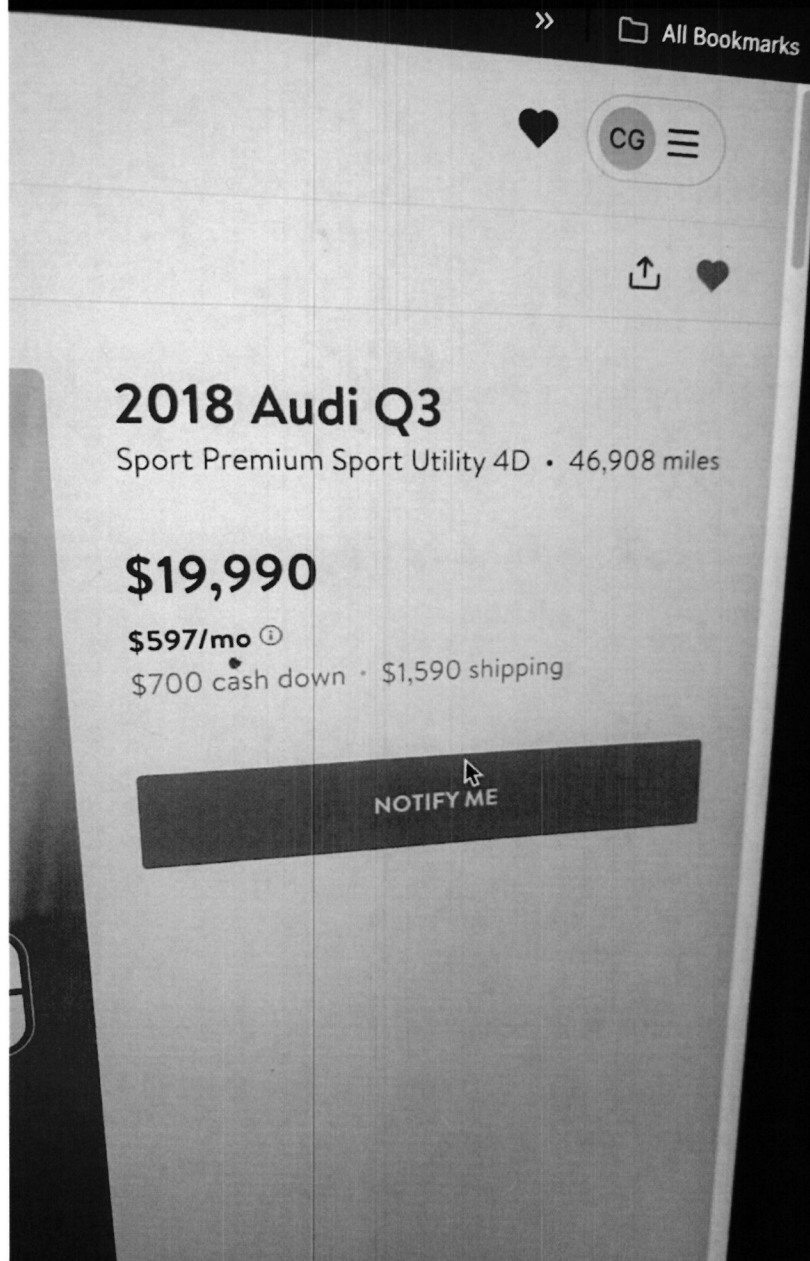 » All Bookmarks
CG
2018 Audi Q3
Sport Premium Sport Utility 4D • 46,908 miles
$19,990
$597/mo
$700 cash down • $1,590 shipping
NOTIFY ME